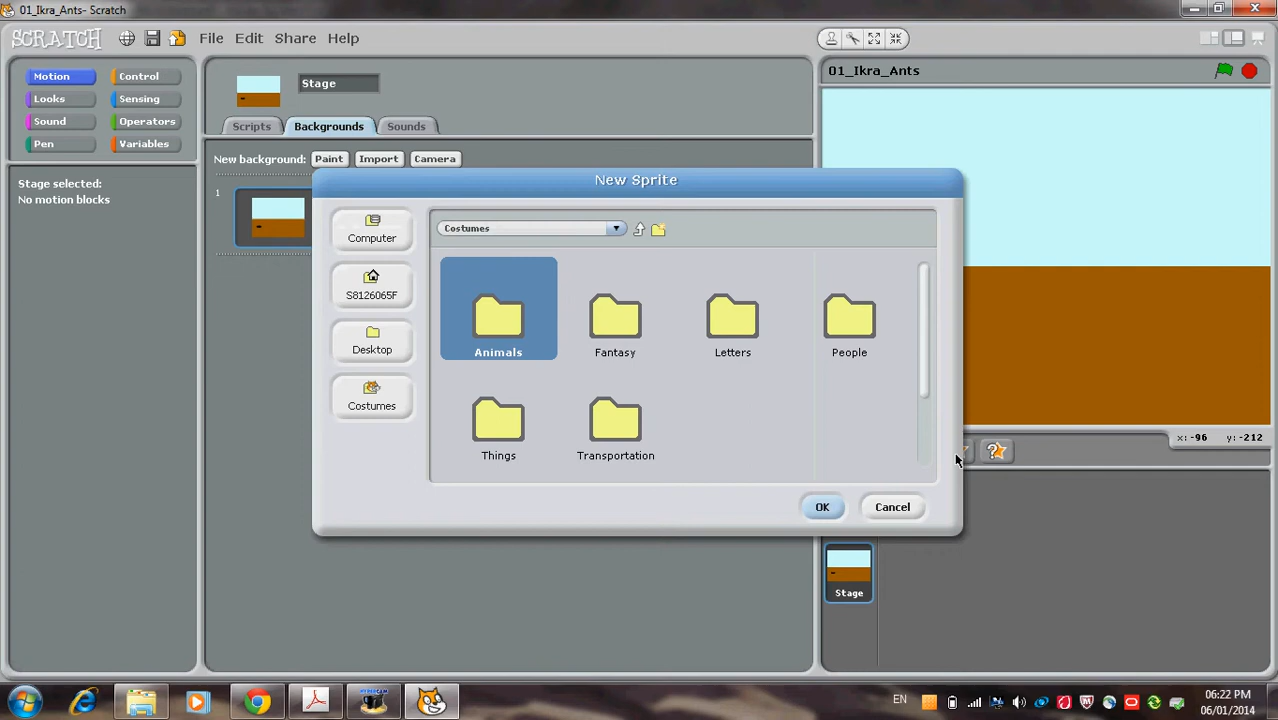 01_Ikra_Ants- Scratch
SCRATCH
File Edit Share Help
Motion Control
Looks Sensing
Sound Operators
Pen Variables
Stage selected:
No motion blocks
Stage
Scripts Backgrounds Sounds
New background: Paint Import Camera
1
01_Ikra_Ants
New Sprite
Computer
S8126065F
Desktop
Costumes
Costumes
Animals Fantasy Letters People
Things Transportation
OK Cancel
x: -96 y: -212
Stage
EN
06:22 PM
06/01/2014